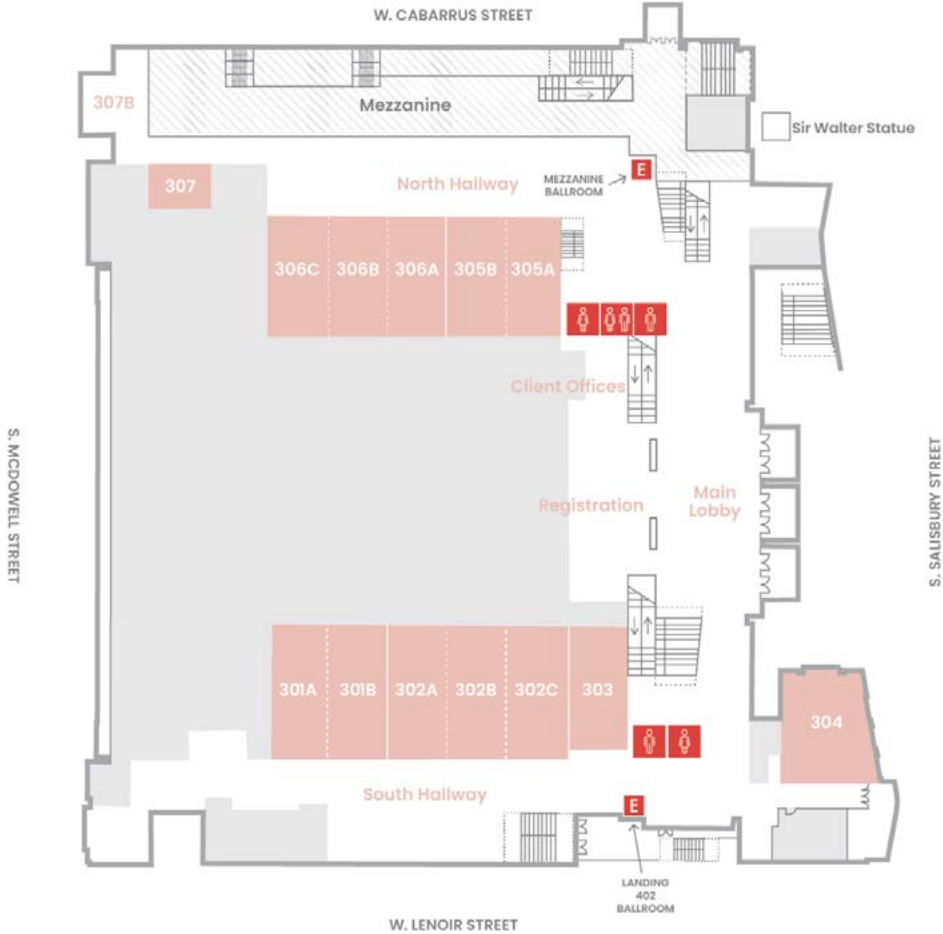 W. CABARRUS STREET
307B
Mezzanine
Sir Walter Statue
307
North Hallway
MEZZANINE
BALLROOM
E
306C
306B
306A
305B
305A
Client Offices
S. MCDOWELL STREET
Registration
Main
Lobby
S. SALISBURY STREET
301A
301B
302A
302B
302C
303
304
South Hallway
E
LANDING
402
BALLROOM
W. LENOIR STREET